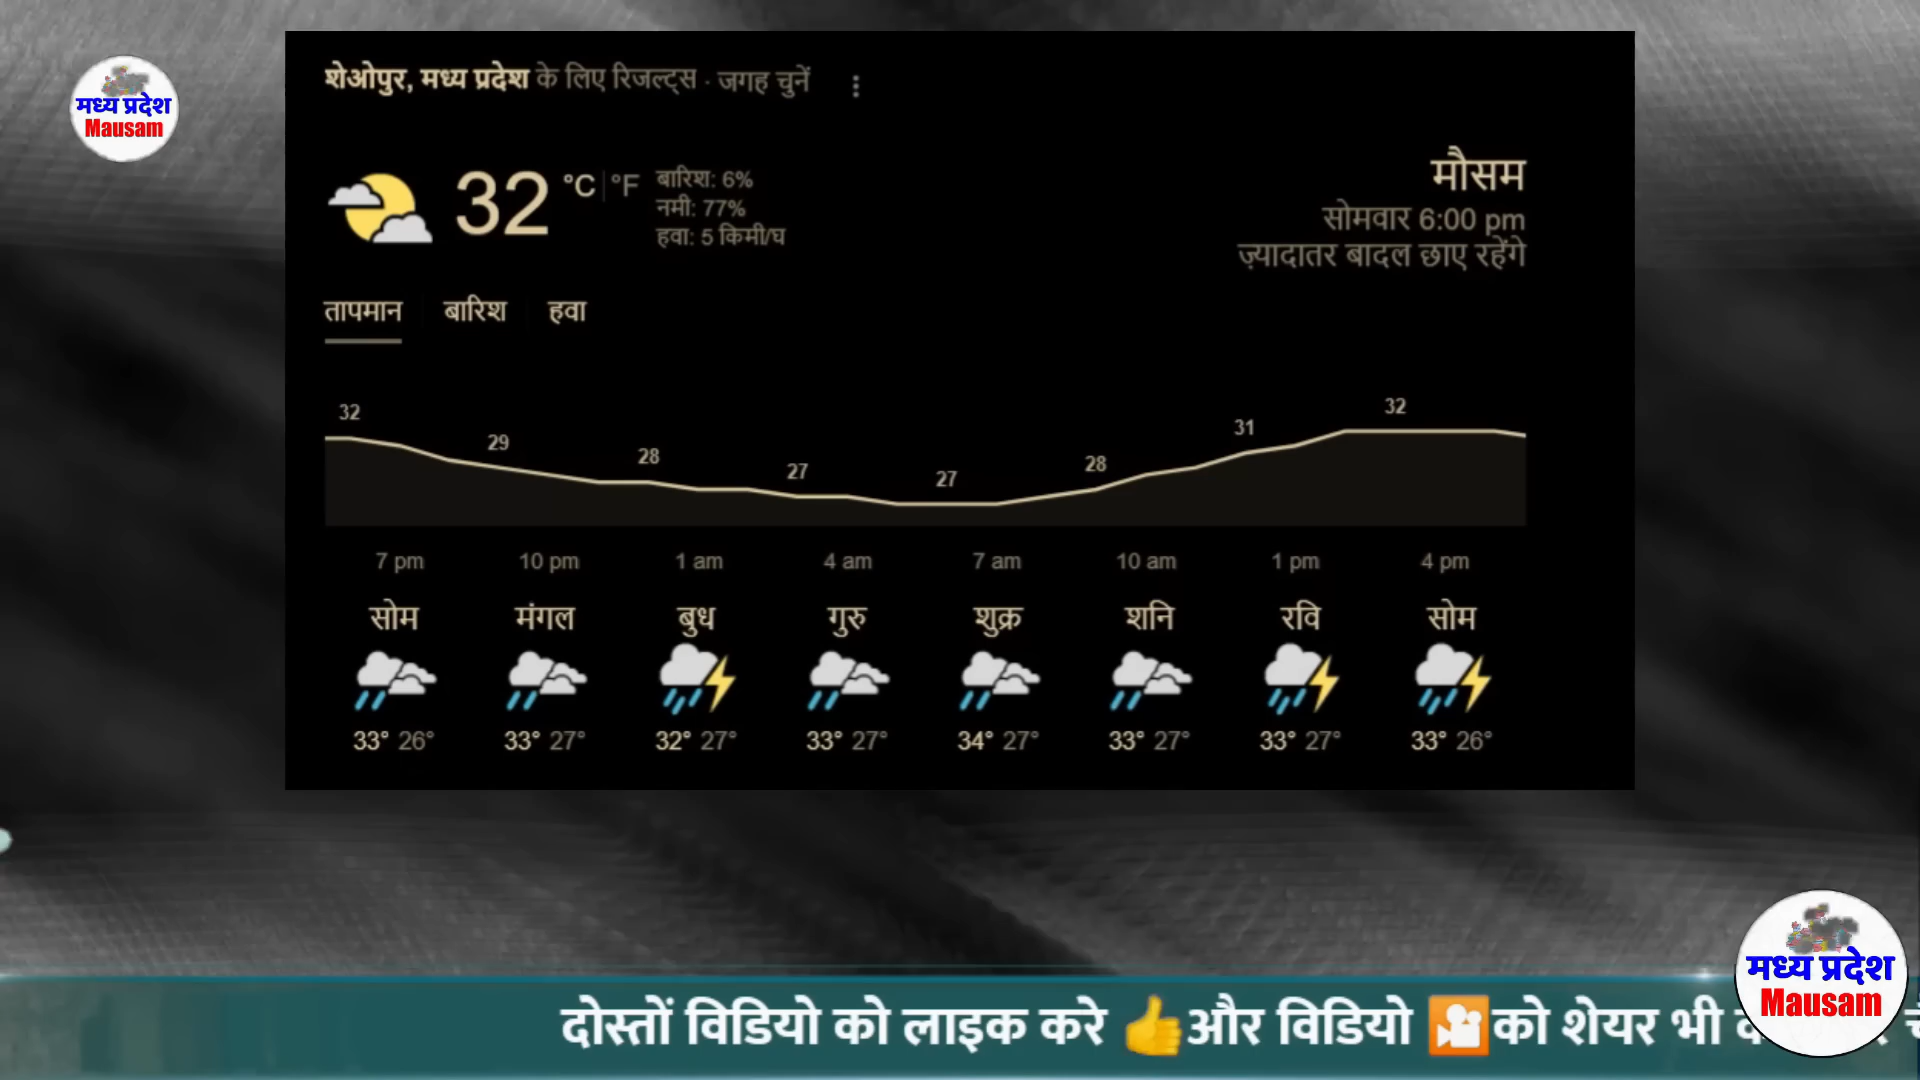 शेओपुर, मध्य प्रदेश के लिए रिजल्ट्स · जगह चुनें
मध्य प्रदेश
Mausam
32 °C | °F
बारिश: 6%
नमी: 77%
हवा: 5 किमी/घ
मौसम
सोमवार 6:00 pm
ज़्यादातर बादल छाए रहेंगे
तापमान बारिश हवा
32 29 28 27 27 28 31 32
7 pm 10 pm 1 am 4 am 7 am 10 am 1 pm 4 pm
सोम मंगल बुध गुरु शुक्र शनि रवि सोम
33° 26° 33° 27° 32° 27° 33° 27° 34° 27° 33° 27° 33° 27° 33° 26°
मध्य प्रदेश
Mausam
दोस्तों विडियो को लाइक करे 👍और विडियो 🎦को शेयर भी